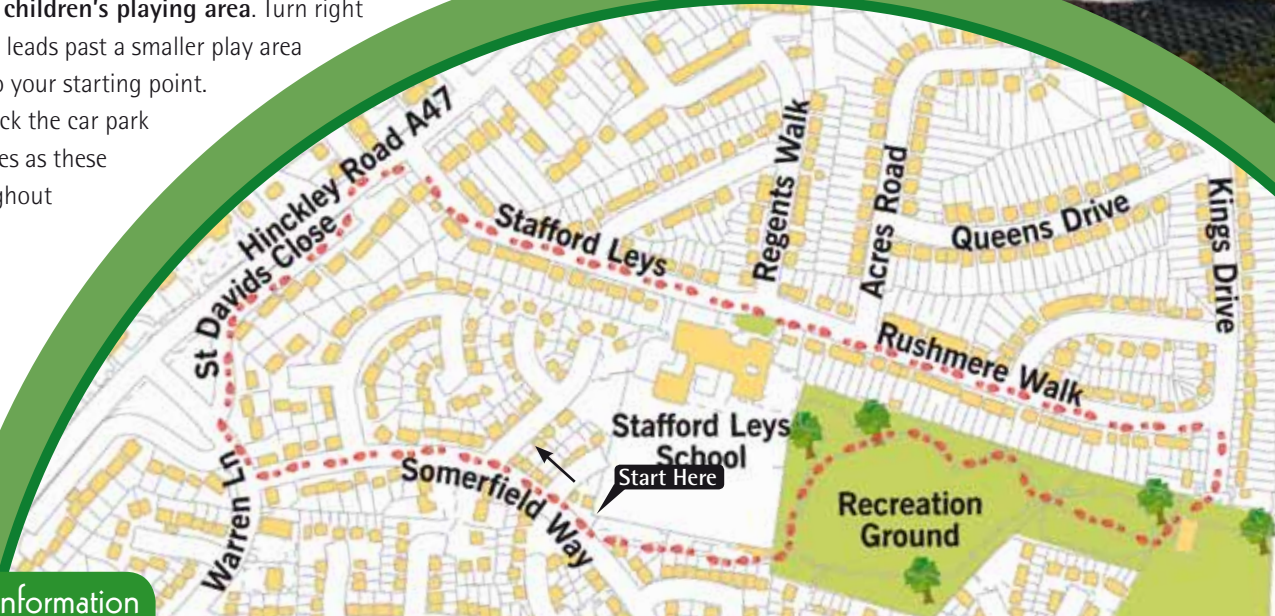 children's playing area. Turn right
leads past a smaller play area
o your starting point.
ck the car park
es as these
ghout
Hinckley Road A47
St Davids Close
Stafford Leys
Regents Walk
Acres Road
Queens Drive
Kings Drive
Rushmere Walk
Stafford Leys
School
Start Here
Recreation
Ground
Somerfield Way
Warren Ln
nformation